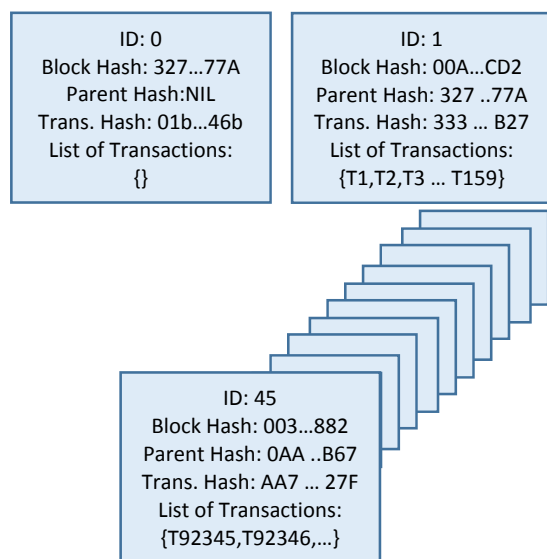 ID: 0
Block Hash: 327...77A
Parent Hash:NIL
Trans. Hash: 01b...46b
List of Transactions:
{}
ID: 1
Block Hash: 00A...CD2
Parent Hash: 327 ..77A
Trans. Hash: 333 ... B27
List of Transactions:
{T1,T2,T3 ... T159}
ID: 45
Block Hash: 003...882
Parent Hash: 0AA ..B67
Trans. Hash: AA7 ... 27F
List of Transactions:
{T92345,T92346,...}